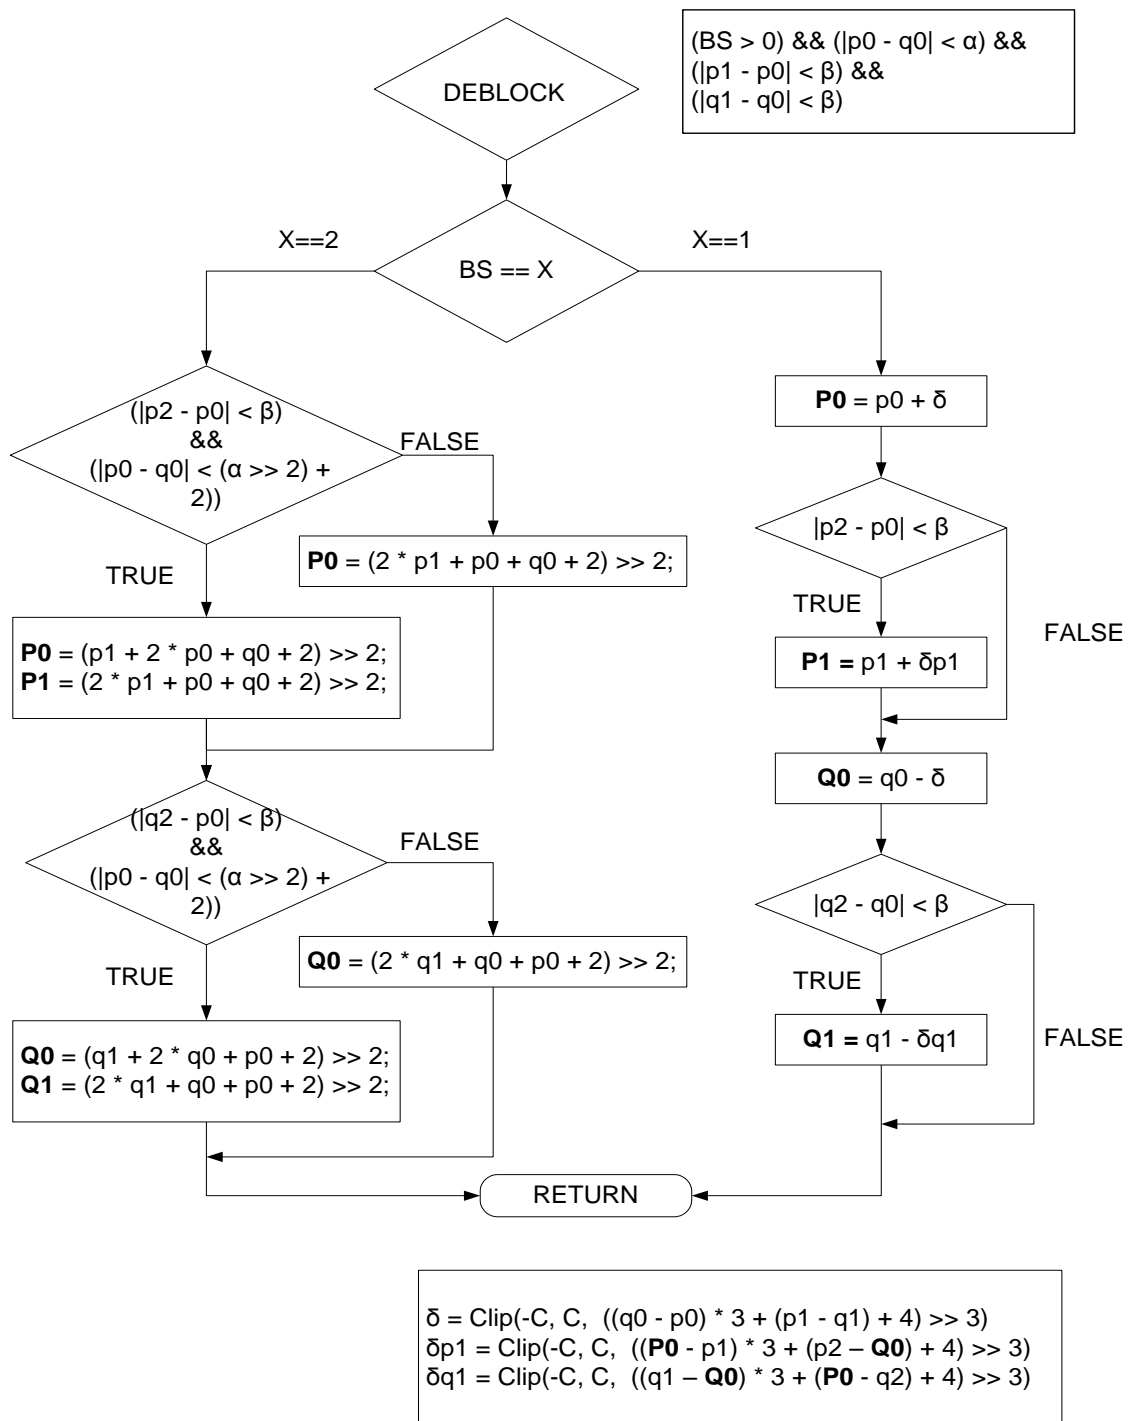 DEBLOCK
(BS > 0) && (|p0 - q0| < α) &&
(|p1 - p0| < β) &&
(|q1 - q0| < β)
X==2
X==1
BS == X
(|p2 - p0| < β)
&&
(|p0 - q0| < (α >> 2) +
2))
FALSE
TRUE
P0 = (2 * p1 + p0 + q0 + 2) >> 2;
P0 = (p1 + 2 * p0 + q0 + 2) >> 2;
P1 = (2 * p1 + p0 + q0 + 2) >> 2;
(|q2 - p0| < β)
&&
(|p0 - q0| < (α >> 2) +
2))
FALSE
TRUE
Q0 = (2 * q1 + q0 + p0 + 2) >> 2;
Q0 = (q1 + 2 * q0 + p0 + 2) >> 2;
Q1 = (2 * q1 + q0 + p0 + 2) >> 2;
P0 = p0 + δ
|p2 - p0| < β
TRUE
FALSE
P1 = p1 + δp1
Q0 = q0 - δ
|q2 - q0| < β
TRUE
FALSE
Q1 = q1 - δq1
RETURN
δ = Clip(-C, C, ((q0 - p0) * 3 + (p1 - q1) + 4) >> 3)
δp1 = Clip(-C, C, ((P0 - p1) * 3 + (p2 – Q0) + 4) >> 3)
δq1 = Clip(-C, C, ((q1 – Q0) * 3 + (P0 - q2) + 4) >> 3)